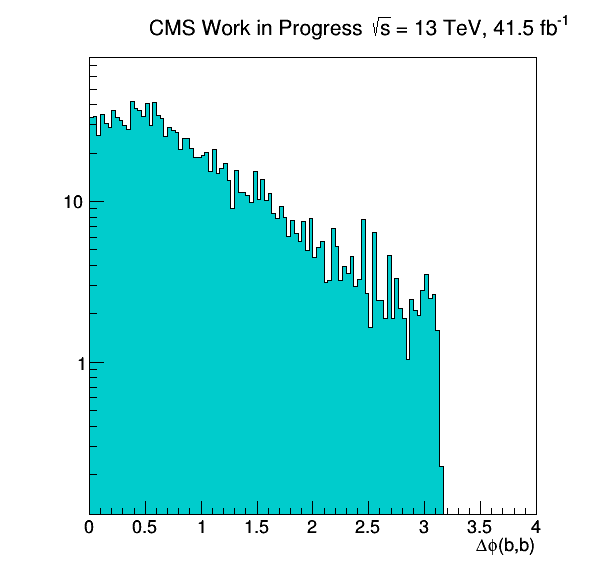 CMS Work in Progress √s = 13 TeV, 41.5 fb⁻¹
10
1
0 0.5 1 1.5 2 2.5 3 3.5 4
Δϕ(b,b)